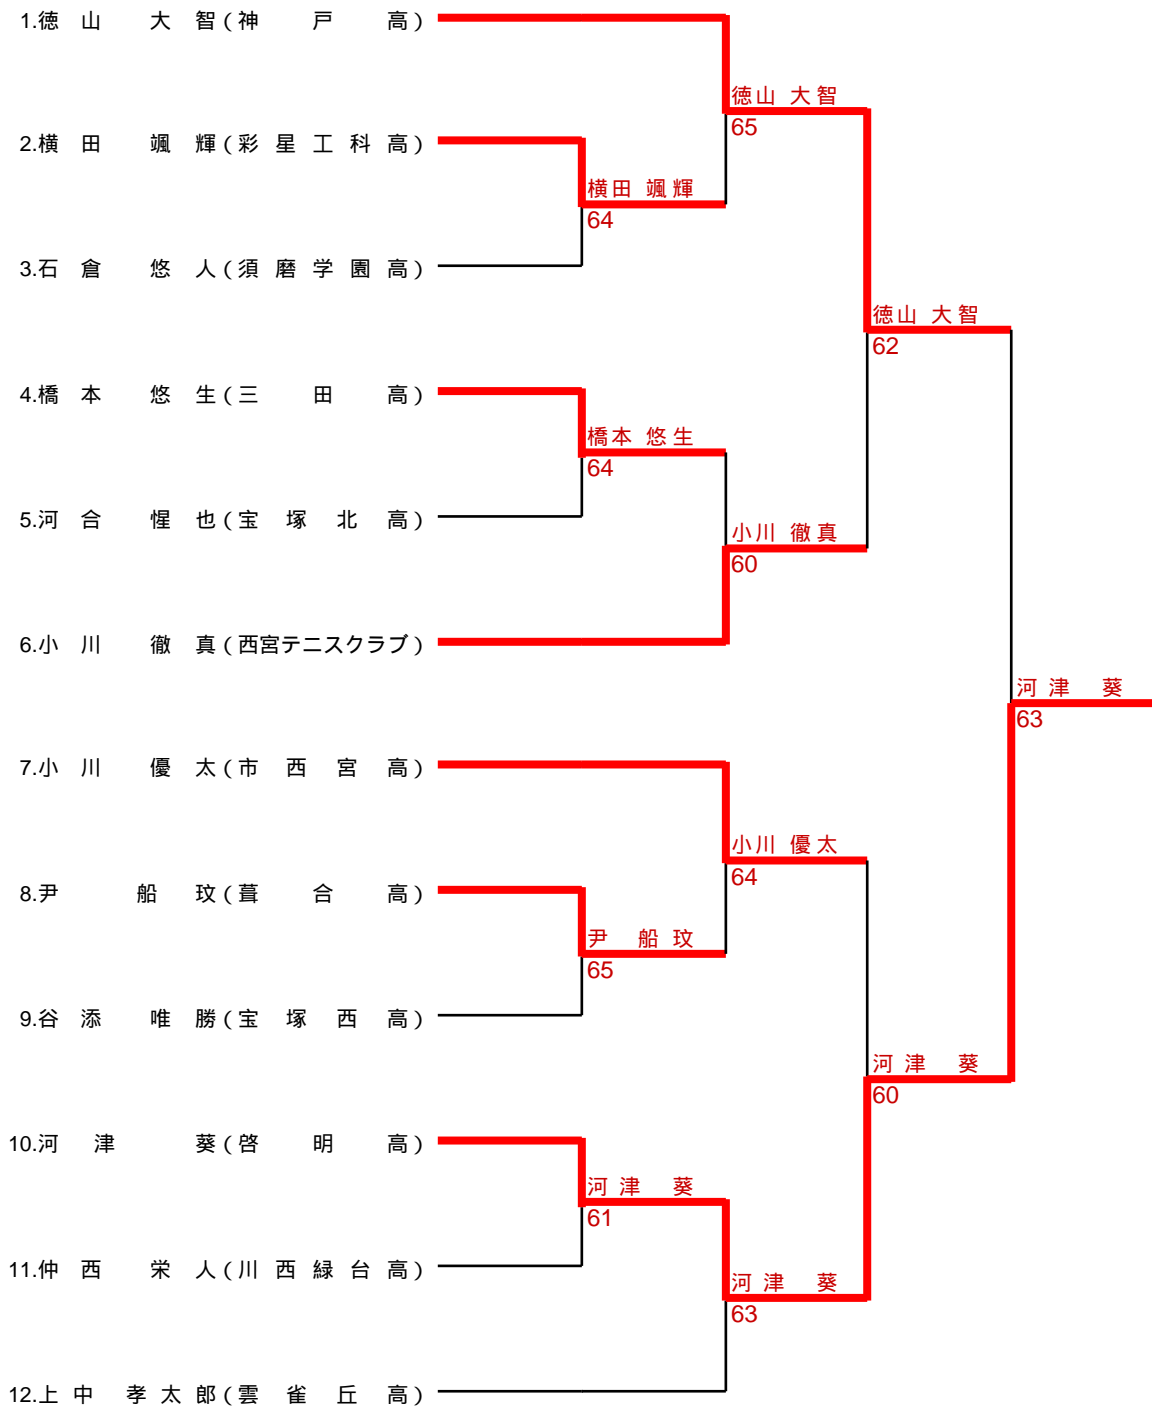 1.徳山 大智(神戸高)
徳山 大智
65
2.横田 颯輝(彩星工科高)
横田 颯輝
64
3.石倉 悠人(須磨学園高)
徳山 大智
62
4.橋本 悠生(三田高)
橋本 悠生
64
5.河合 惺也(宝塚北高)
小川 徹真
60
6.小川 徹真(西宮テニスクラブ)
河津 葵
63
7.小川 優太(市西宮高)
小川 優太
64
8.尹 船玟(葺合高)
尹 船玟
65
9.谷添 唯勝(宝塚西高)
河津 葵
60
10.河津 葵(啓明高)
河津 葵
61
11.仲西 栄人(川西緑台高)
河津 葵
63
12.上中 孝太郎(雲雀丘高)